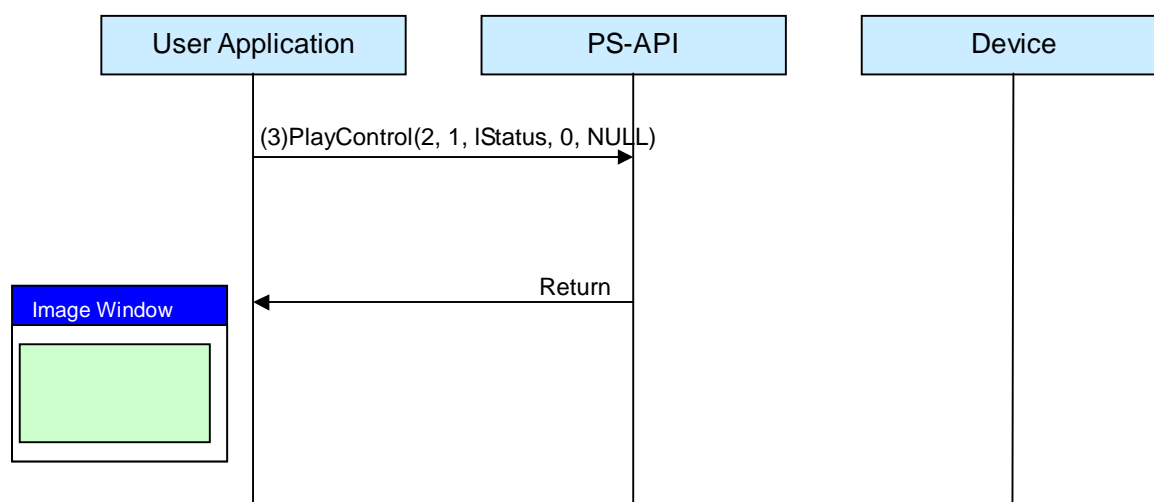 User Application
PS-API
Device
(3)PlayControl(2, 1, lStatus, 0, NULL)
Return
Image Window